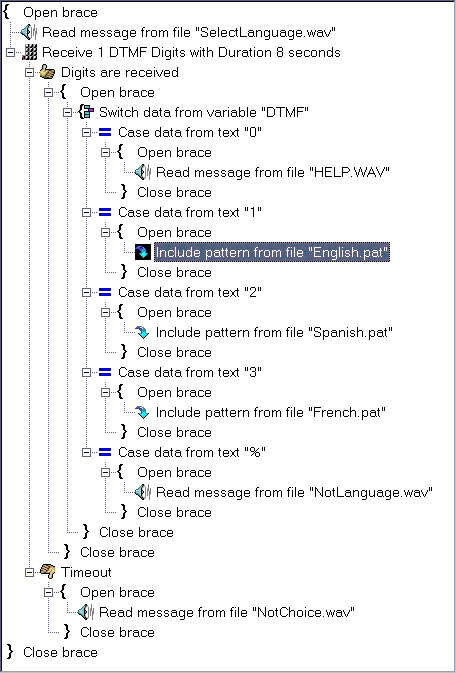 { Open brace
Read message from file "SelectLanguage.wav"
Receive 1 DTMF Digits with Duration 8 seconds
Digits are received
{ Open brace
Switch data from variable "DTMF"
Case data from text "0"
{ Open brace
Read message from file "HELP.WAV"
} Close brace
Case data from text "1"
{ Open brace
Include pattern from file "English.pat"
} Close brace
Case data from text "2"
{ Open brace
Include pattern from file "Spanish.pat"
} Close brace
Case data from text "3"
{ Open brace
Include pattern from file "French.pat"
} Close brace
Case data from text "%"
{ Open brace
Read message from file "NotLanguage.wav"
} Close brace
} Close brace
} Close brace
Timeout
{ Open brace
Read message from file "NotChoice.wav"
} Close brace
} Close brace